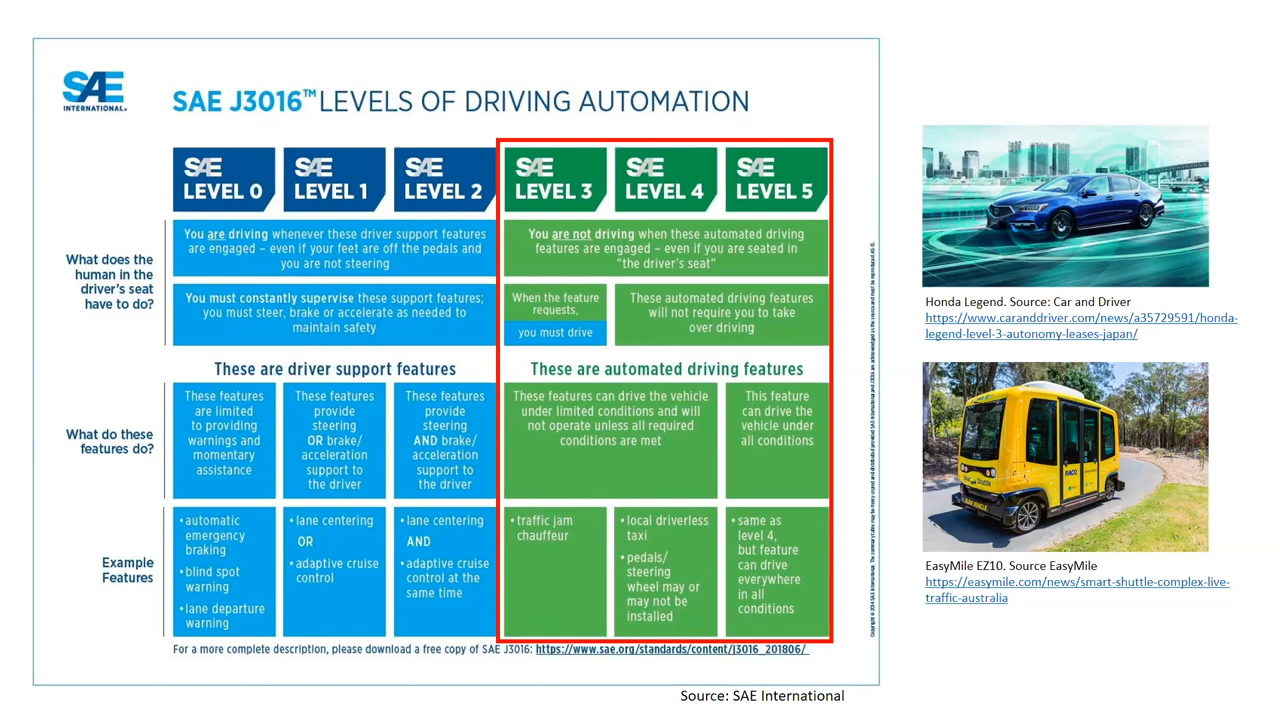 SAE
INTERNATIONAL®
SAE J3016™ LEVELS OF DRIVING AUTOMATION
SAE
LEVEL 0
SAE
LEVEL 1
SAE
LEVEL 2
SAE
LEVEL 3
SAE
LEVEL 4
SAE
LEVEL 5
What does the
human in the
driver's seat
have to do?
You are driving whenever these driver support features
are engaged – even if your feet are off the pedals and
you are not steering
You are not driving when these automated driving
features are engaged – even if you are seated in
“the driver's seat”
You must constantly supervise these support features;
you must steer, brake or accelerate as needed to
maintain safety
When the feature
requests,
you must drive
These automated driving features
will not require you to take
over driving
These are driver support features
These are automated driving features
What do these
features do?
These features
are limited
to providing
warnings and
momentary
assistance
These features
provide
steering
OR brake/
acceleration
support to
the driver
These features
provide
steering
AND brake/
acceleration
support to
the driver
These features can drive the vehicle
under limited conditions and will
not operate unless all required
conditions are met
This feature
can drive the
vehicle under
all conditions
Example
Features
• automatic
emergency
braking
• blind spot
warning
• lane departure
warning
• lane centering
OR
• adaptive cruise
control
• lane centering
AND
• adaptive cruise
control at the
same time
• traffic jam
chauffeur
• local driverless
taxi
• pedals/
steering
wheel may or
may not be
installed
• same as
level 4,
but feature
can drive
everywhere
in all
conditions
For a more complete description, please download a free copy of SAE J3016: https://www.sae.org/standards/content/j3016_201806/
Source: SAE International
Honda Legend. Source: Car and Driver
https://www.caranddriver.com/news/a35729591/honda-
legend-level-3-autonomy-leases-japan/
RACQ
EasyMile EZ10. Source EasyMile
https://easymile.com/news/smart-shuttle-complex-live-
traffic-australia